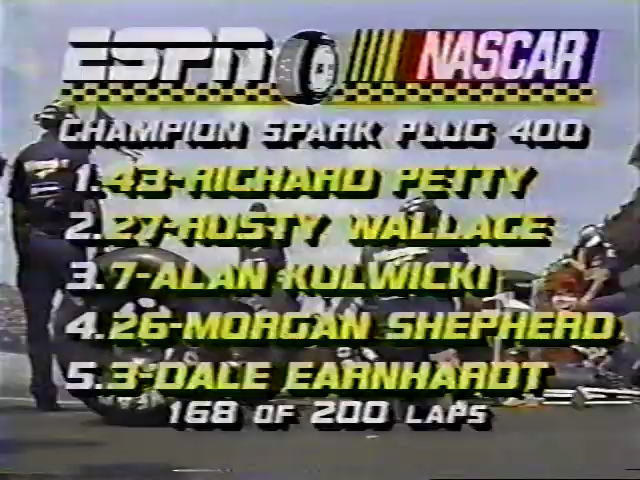 ESPN NASCAR
CHAMPION SPARK PLUG 400
1.43-RICHARD PETTY
2.27-RUSTY WALLACE
3.7-ALAN KULWICKI
4.26-MORGAN SHEPHERD
5.3-DALE EARNHARDT
168 OF 200 LAPS